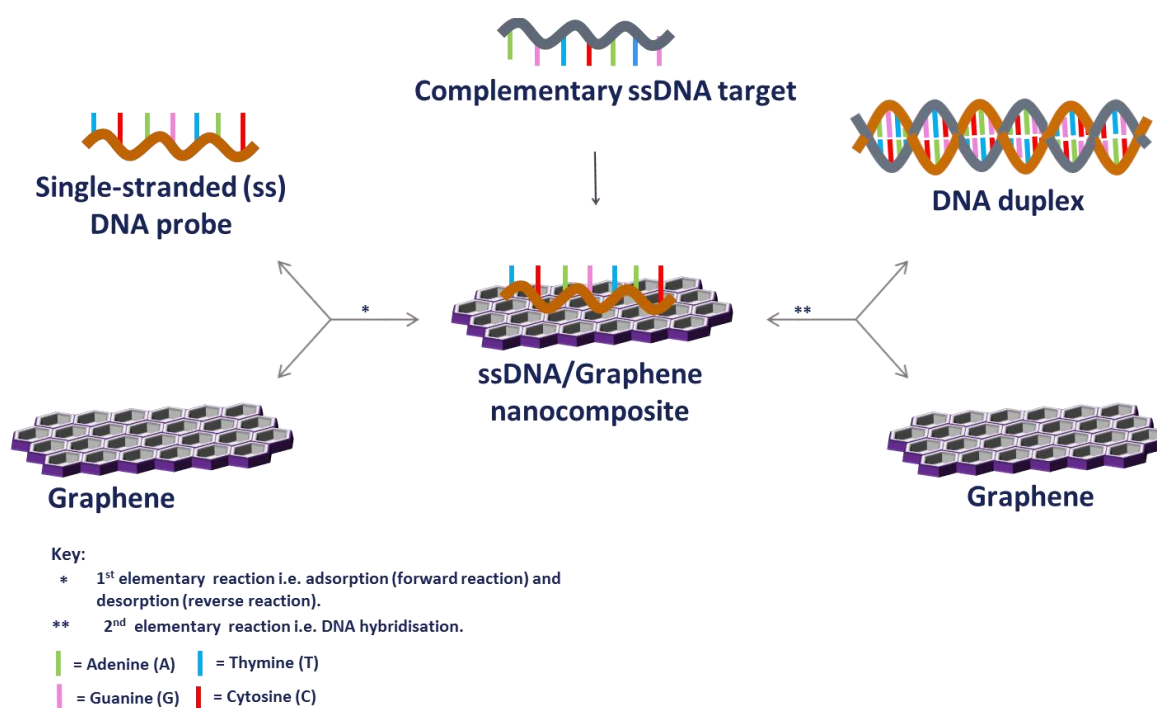 Complementary ssDNA target
Single-stranded (ss)
DNA probe
DNA duplex
*
**
ssDNA/Graphene
nanocomposite
Graphene
Graphene
Key:
* 1st elementary reaction i.e. adsorption (forward reaction) and
desorption (reverse reaction).
** 2nd elementary reaction i.e. DNA hybridisation.
= Adenine (A) = Thymine (T)
= Guanine (G) = Cytosine (C)